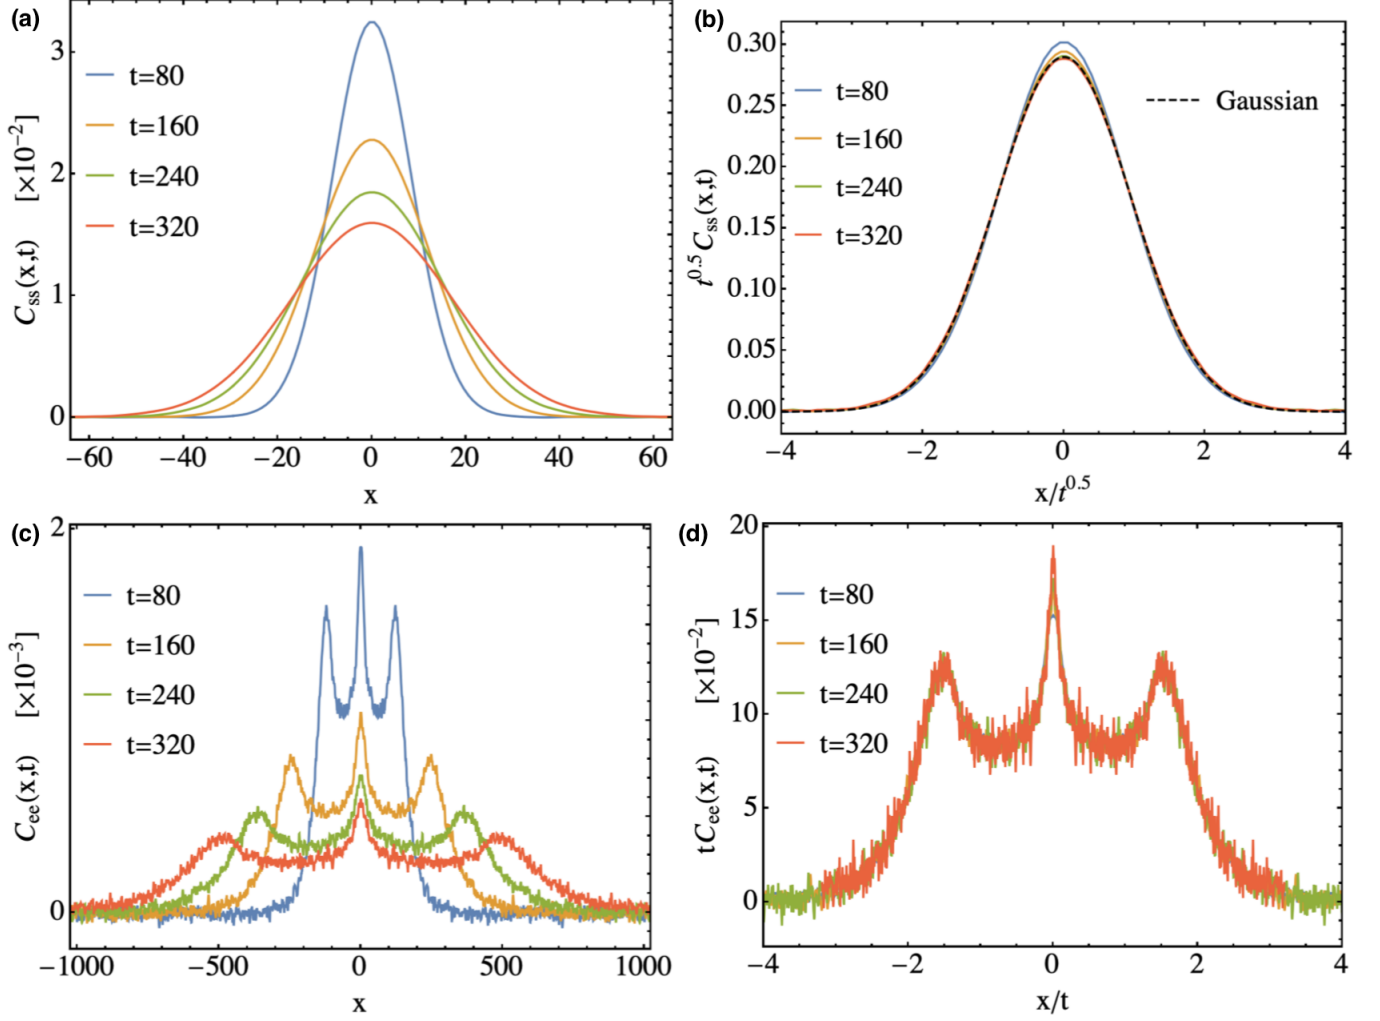 (a)
3
2
1
0
t=80
t=160
t=240
t=320
C_ss(x,t) [×10^−2]
−60 −40 −20 0 20 40 60
x
(b)
0.30
0.25
0.20
0.15
0.10
0.05
0.00
t=80
t=160
t=240
t=320
Gaussian
t^0.5 C_ss(x,t)
−4 −2 0 2 4
x/t^0.5
(c)
2
0
t=80
t=160
t=240
t=320
C_ee(x,t) [×10^−3]
−1000 −500 0 500 1000
x
(d)
20
15
10
5
0
t=80
t=160
t=240
t=320
t C_ee(x,t) [×10^−2]
−4 −2 0 2 4
x/t